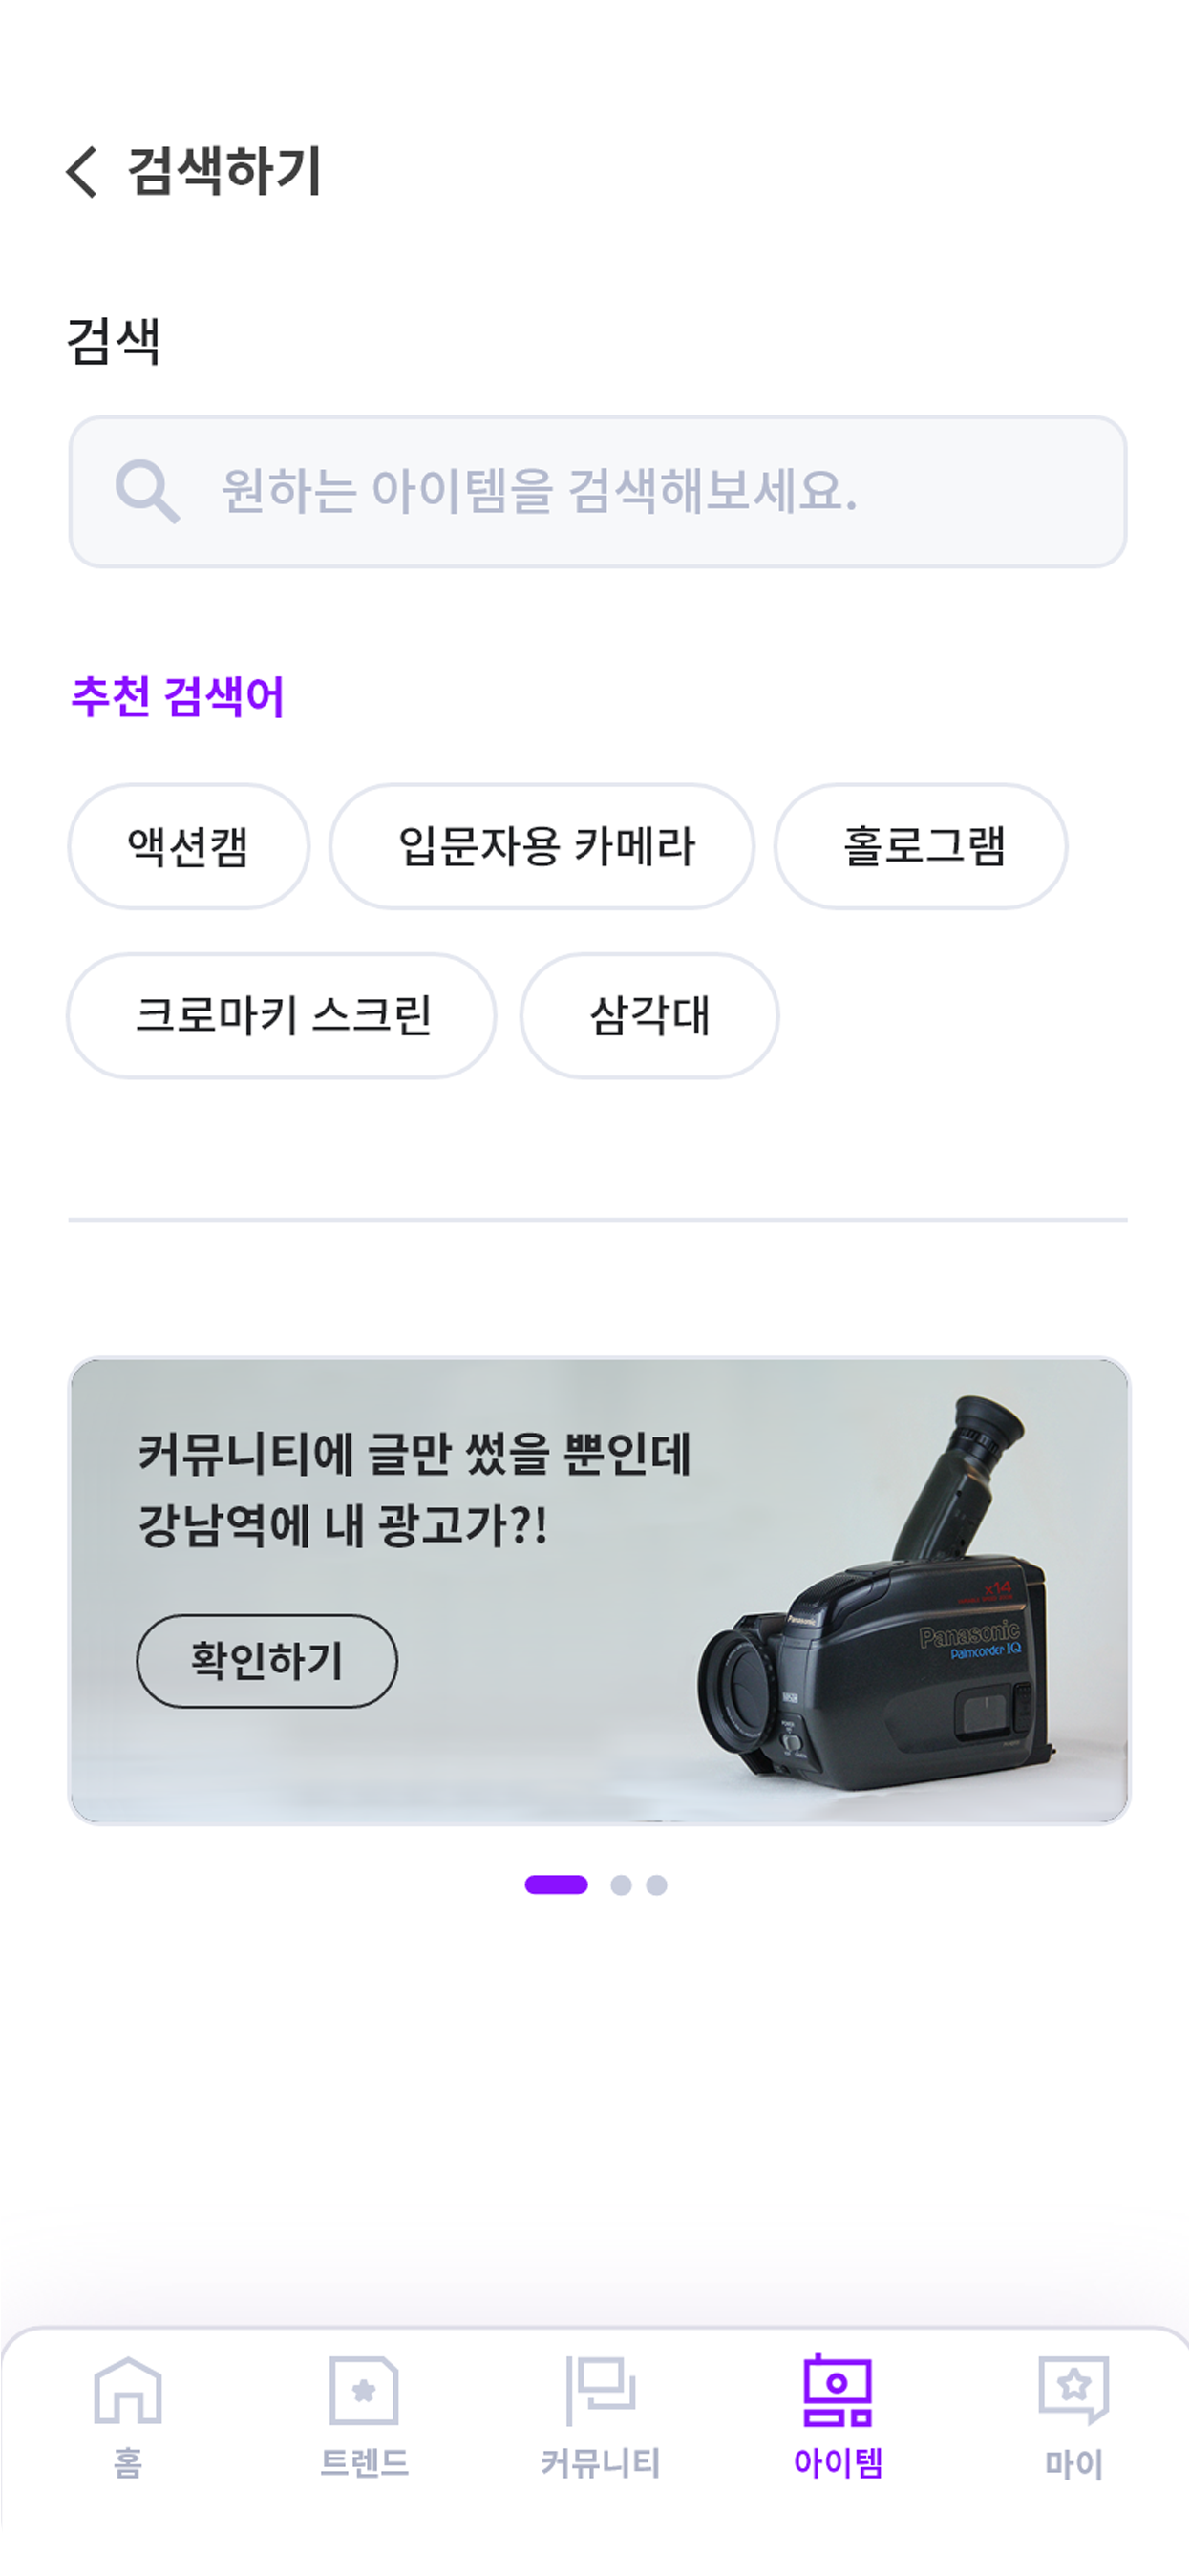 검색하기
검색
원하는 아이템을 검색해보세요.
추천 검색어
액션캠 입문자용 카메라 홀로그램
크로마키 스크린 삼각대
커뮤니티에 글만 썼을 뿐인데
강남역에 내 광고가?!
확인하기
x14
Panasonic
Panasonic
Palmcorder IQ
홈 트렌드 커뮤니티 아이템 마이